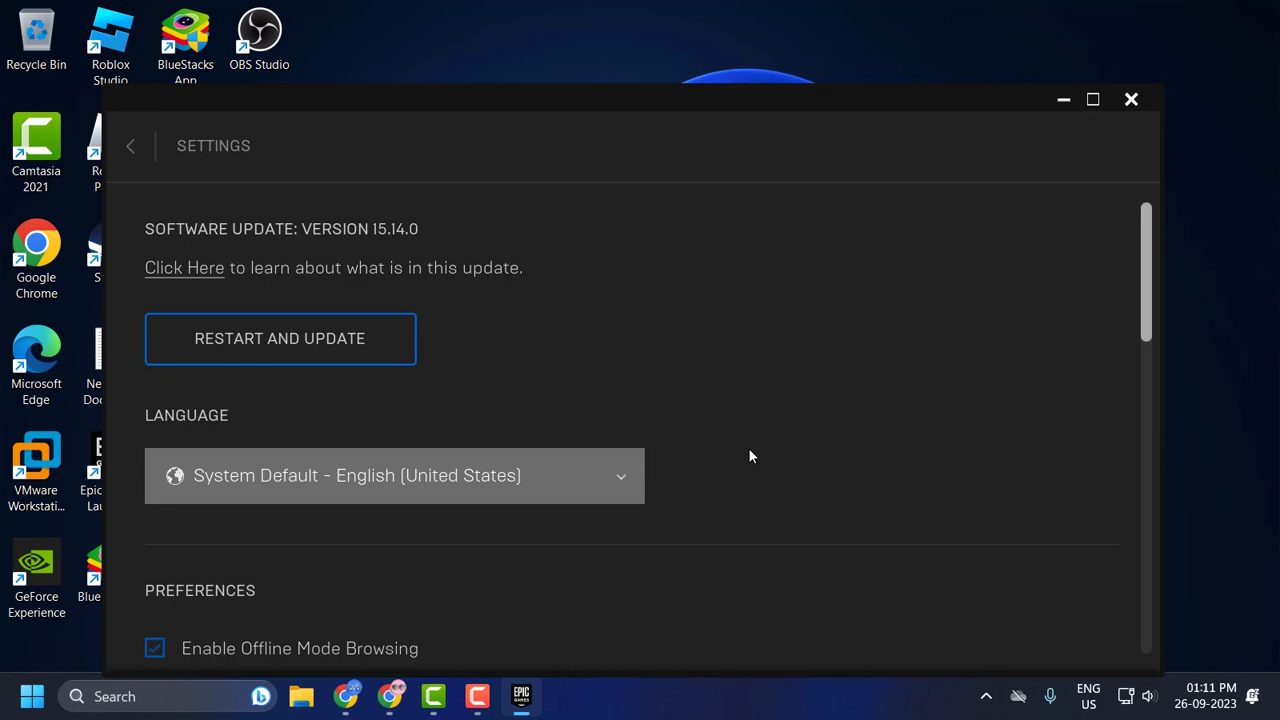 Recycle Bin
Roblox
Studio
BlueStacks
App
OBS Studio
Camtasia
2021
Google
Chrome
Microsoft
Edge
VMware
Workstati...
GeForce
Experience
SETTINGS
SOFTWARE UPDATE: VERSION 15.14.0
Click Here to learn about what is in this update.
RESTART AND UPDATE
LANGUAGE
System Default - English (United States)
PREFERENCES
Enable Offline Mode Browsing
Search
EPIC
GAMES
ENG
US
01:11 PM
26-09-2023